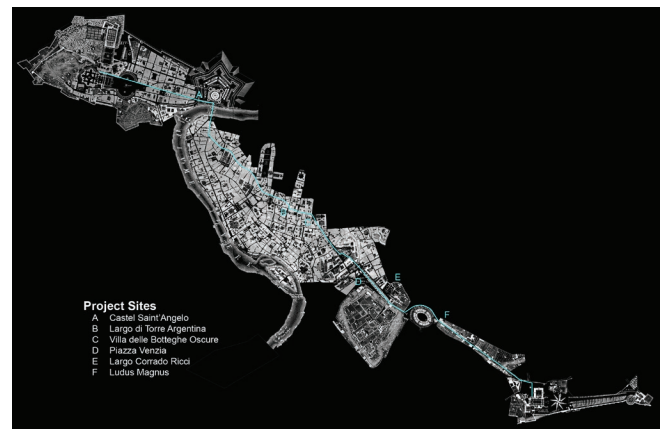 A
B
D
E
F
Project Sites
A Castel Saint'Angelo
B Largo di Torre Argentina
C Villa delle Botteghe Oscure
D Piazza Venzia
E Largo Corrado Ricci
F Ludus Magnus